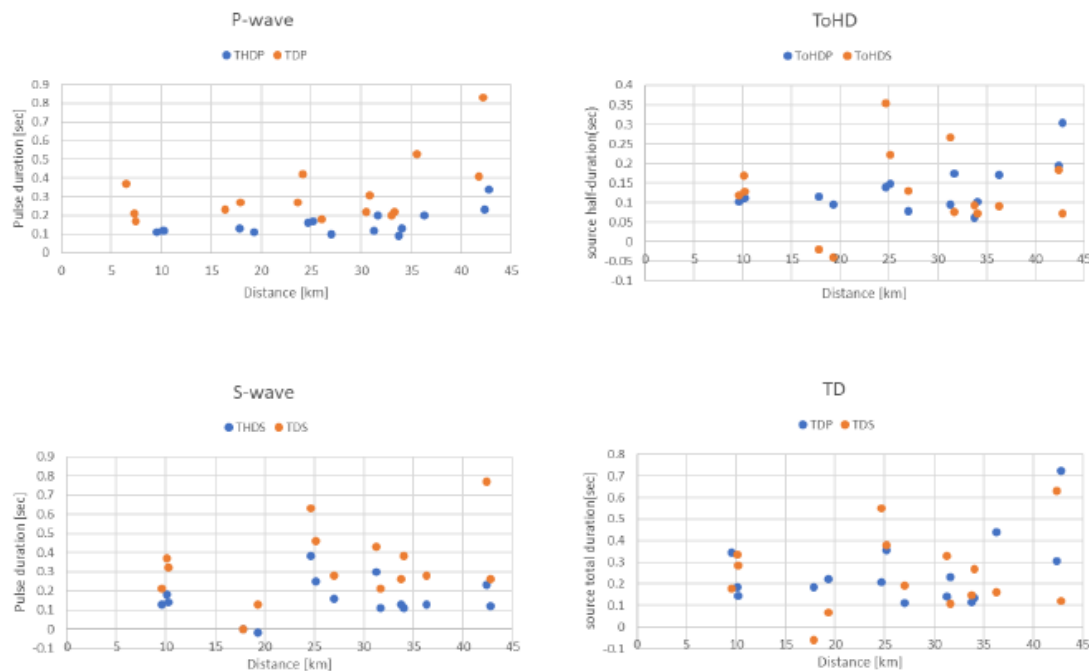 P-wave
THDP TDP
Pulse duration [sec]
0.9
0.8
0.7
0.6
0.5
0.4
0.3
0.2
0.1
0
0 5 10 15 20 25 30 35 40 45
Distance [km]
ToHD
ToHDP ToHDS
source half-duration(sec)
0.4
0.35
0.3
0.25
0.2
0.15
0.1
0.05
0
-0.05
-0.1
0 5 10 15 20 25 30 35 40 45
Distance [km]
S-wave
THDS TDS
Pulse duration [sec]
0.9
0.8
0.7
0.6
0.5
0.4
0.3
0.2
0.1
0
-0.1
0 5 10 15 20 25 30 35 40 45
Distance [km]
TD
TDP TDS
source total duration(sec)
0.8
0.7
0.6
0.5
0.4
0.3
0.2
0.1
0
-0.1
0 5 10 15 20 25 30 35 40 45
Distance [km]